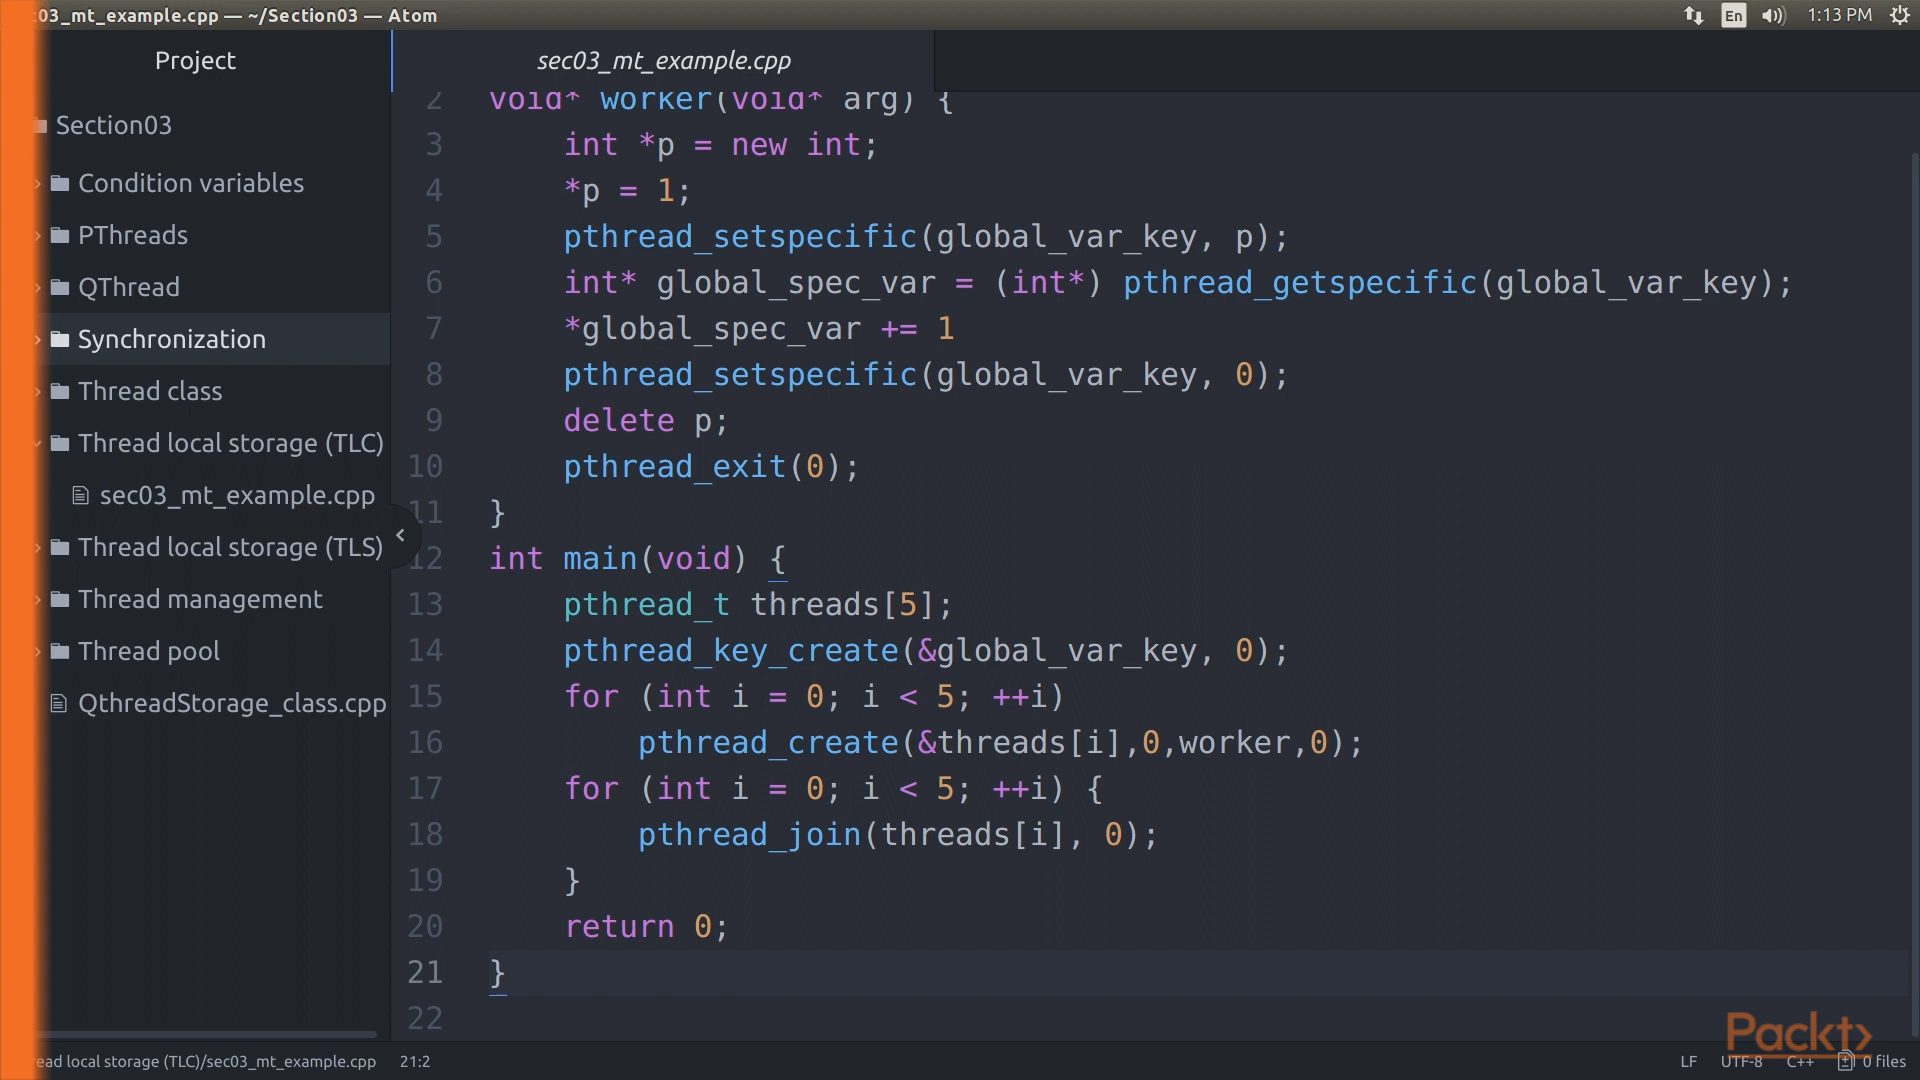 03_mt_example.cpp — ~/Section03 — Atom
En 1:13 PM
Project
Section03
Condition variables
PThreads
QThread
Synchronization
Thread class
Thread local storage (TLC)
sec03_mt_example.cpp
Thread local storage (TLS)
Thread management
Thread pool
QthreadStorage_class.cpp
sec03_mt_example.cpp
2 void* worker(void* arg) {
3 int *p = new int;
4 *p = 1;
5 pthread_setspecific(global_var_key, p);
6 int* global_spec_var = (int*) pthread_getspecific(global_var_key);
7 *global_spec_var += 1
8 pthread_setspecific(global_var_key, 0);
9 delete p;
10 pthread_exit(0);
11 }
12 int main(void) {
13 pthread_t threads[5];
14 pthread_key_create(&global_var_key, 0);
15 for (int i = 0; i < 5; ++i)
16 pthread_create(&threads[i],0,worker,0);
17 for (int i = 0; i < 5; ++i) {
18 pthread_join(threads[i], 0);
19 }
20 return 0;
21 }
22
Packt>
ead local storage (TLC)/sec03_mt_example.cpp 21:2
LF UTF-8 C++ 0 files